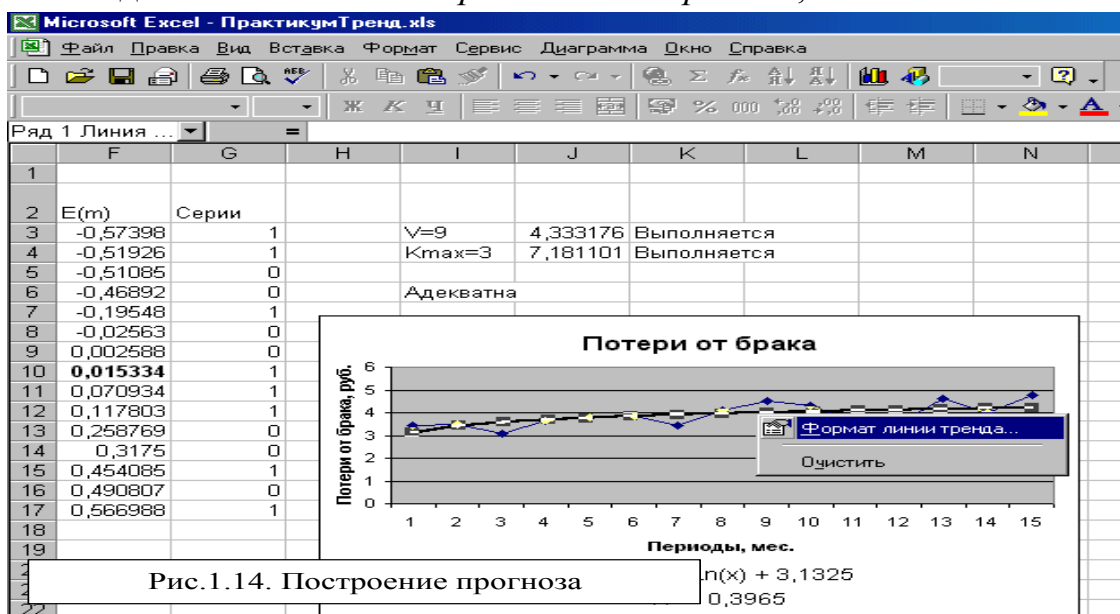 Microsoft Excel - ПрактикумТренд.xls
Файл Правка Вид Вставка Формат Сервис Диаграмма Окно Справка
Ж К Ч % 000
Ряд 1 Линия ... =
F G H I J K L M N
1
2 E(m) Серии
3 -0,57398 1 V=9 4,333176 Выполняется
4 -0,51926 1 Kmax=3 7,181101 Выполняется
5 -0,51085 0
6 -0,46892 0 Адекватна
7 -0,19548 1
8 -0,02563 0
9 0,002588 0
10 0,015334 1
11 0,070934 1
12 0,117803 1
13 0,258769 0
14 0,3175 0
15 0,454085 1
16 0,490807 0
17 0,566988 1
18
19
22
Потери от брака
Потери от брака, руб.
6
5
4
3
2
1
0
Формат линии тренда...
Очистить
1 2 3 4 5 6 7 8 9 10 11 12 13 14 15
Периоды, мес.
n(x) + 3,1325
0,3965
Рис.1.14. Построение прогноза